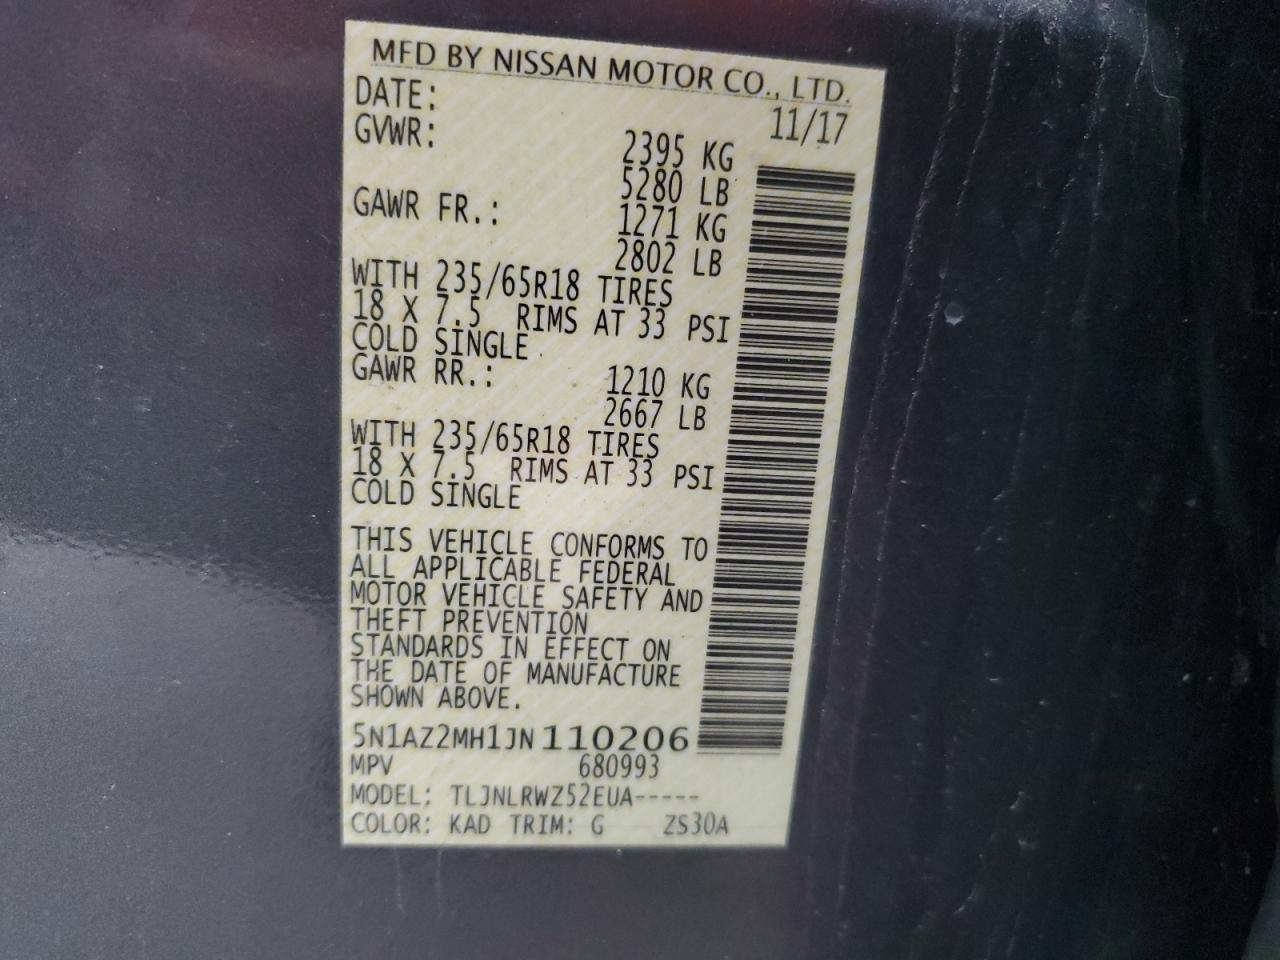 MFD BY NISSAN MOTOR CO., LTD.
DATE: 11/17
GVWR: 2395 KG
5280 LB
GAWR FR.: 1271 KG
2802 LB
WITH 235/65R18 TIRES
18 X 7.5 RIMS AT 33 PSI
COLD SINGLE
GAWR RR.: 1210 KG
2667 LB
WITH 235/65R18 TIRES
18 X 7.5 RIMS AT 33 PSI
COLD SINGLE
THIS VEHICLE CONFORMS TO
ALL APPLICABLE FEDERAL
MOTOR VEHICLE SAFETY AND
THEFT PREVENTION
STANDARDS IN EFFECT ON
THE DATE OF MANUFACTURE
SHOWN ABOVE.
5N1AZ2MH1JN110206
MPV 680993
MODEL: TLJNLRWZ52EUA-----
COLOR: KAD TRIM: G ZS30A